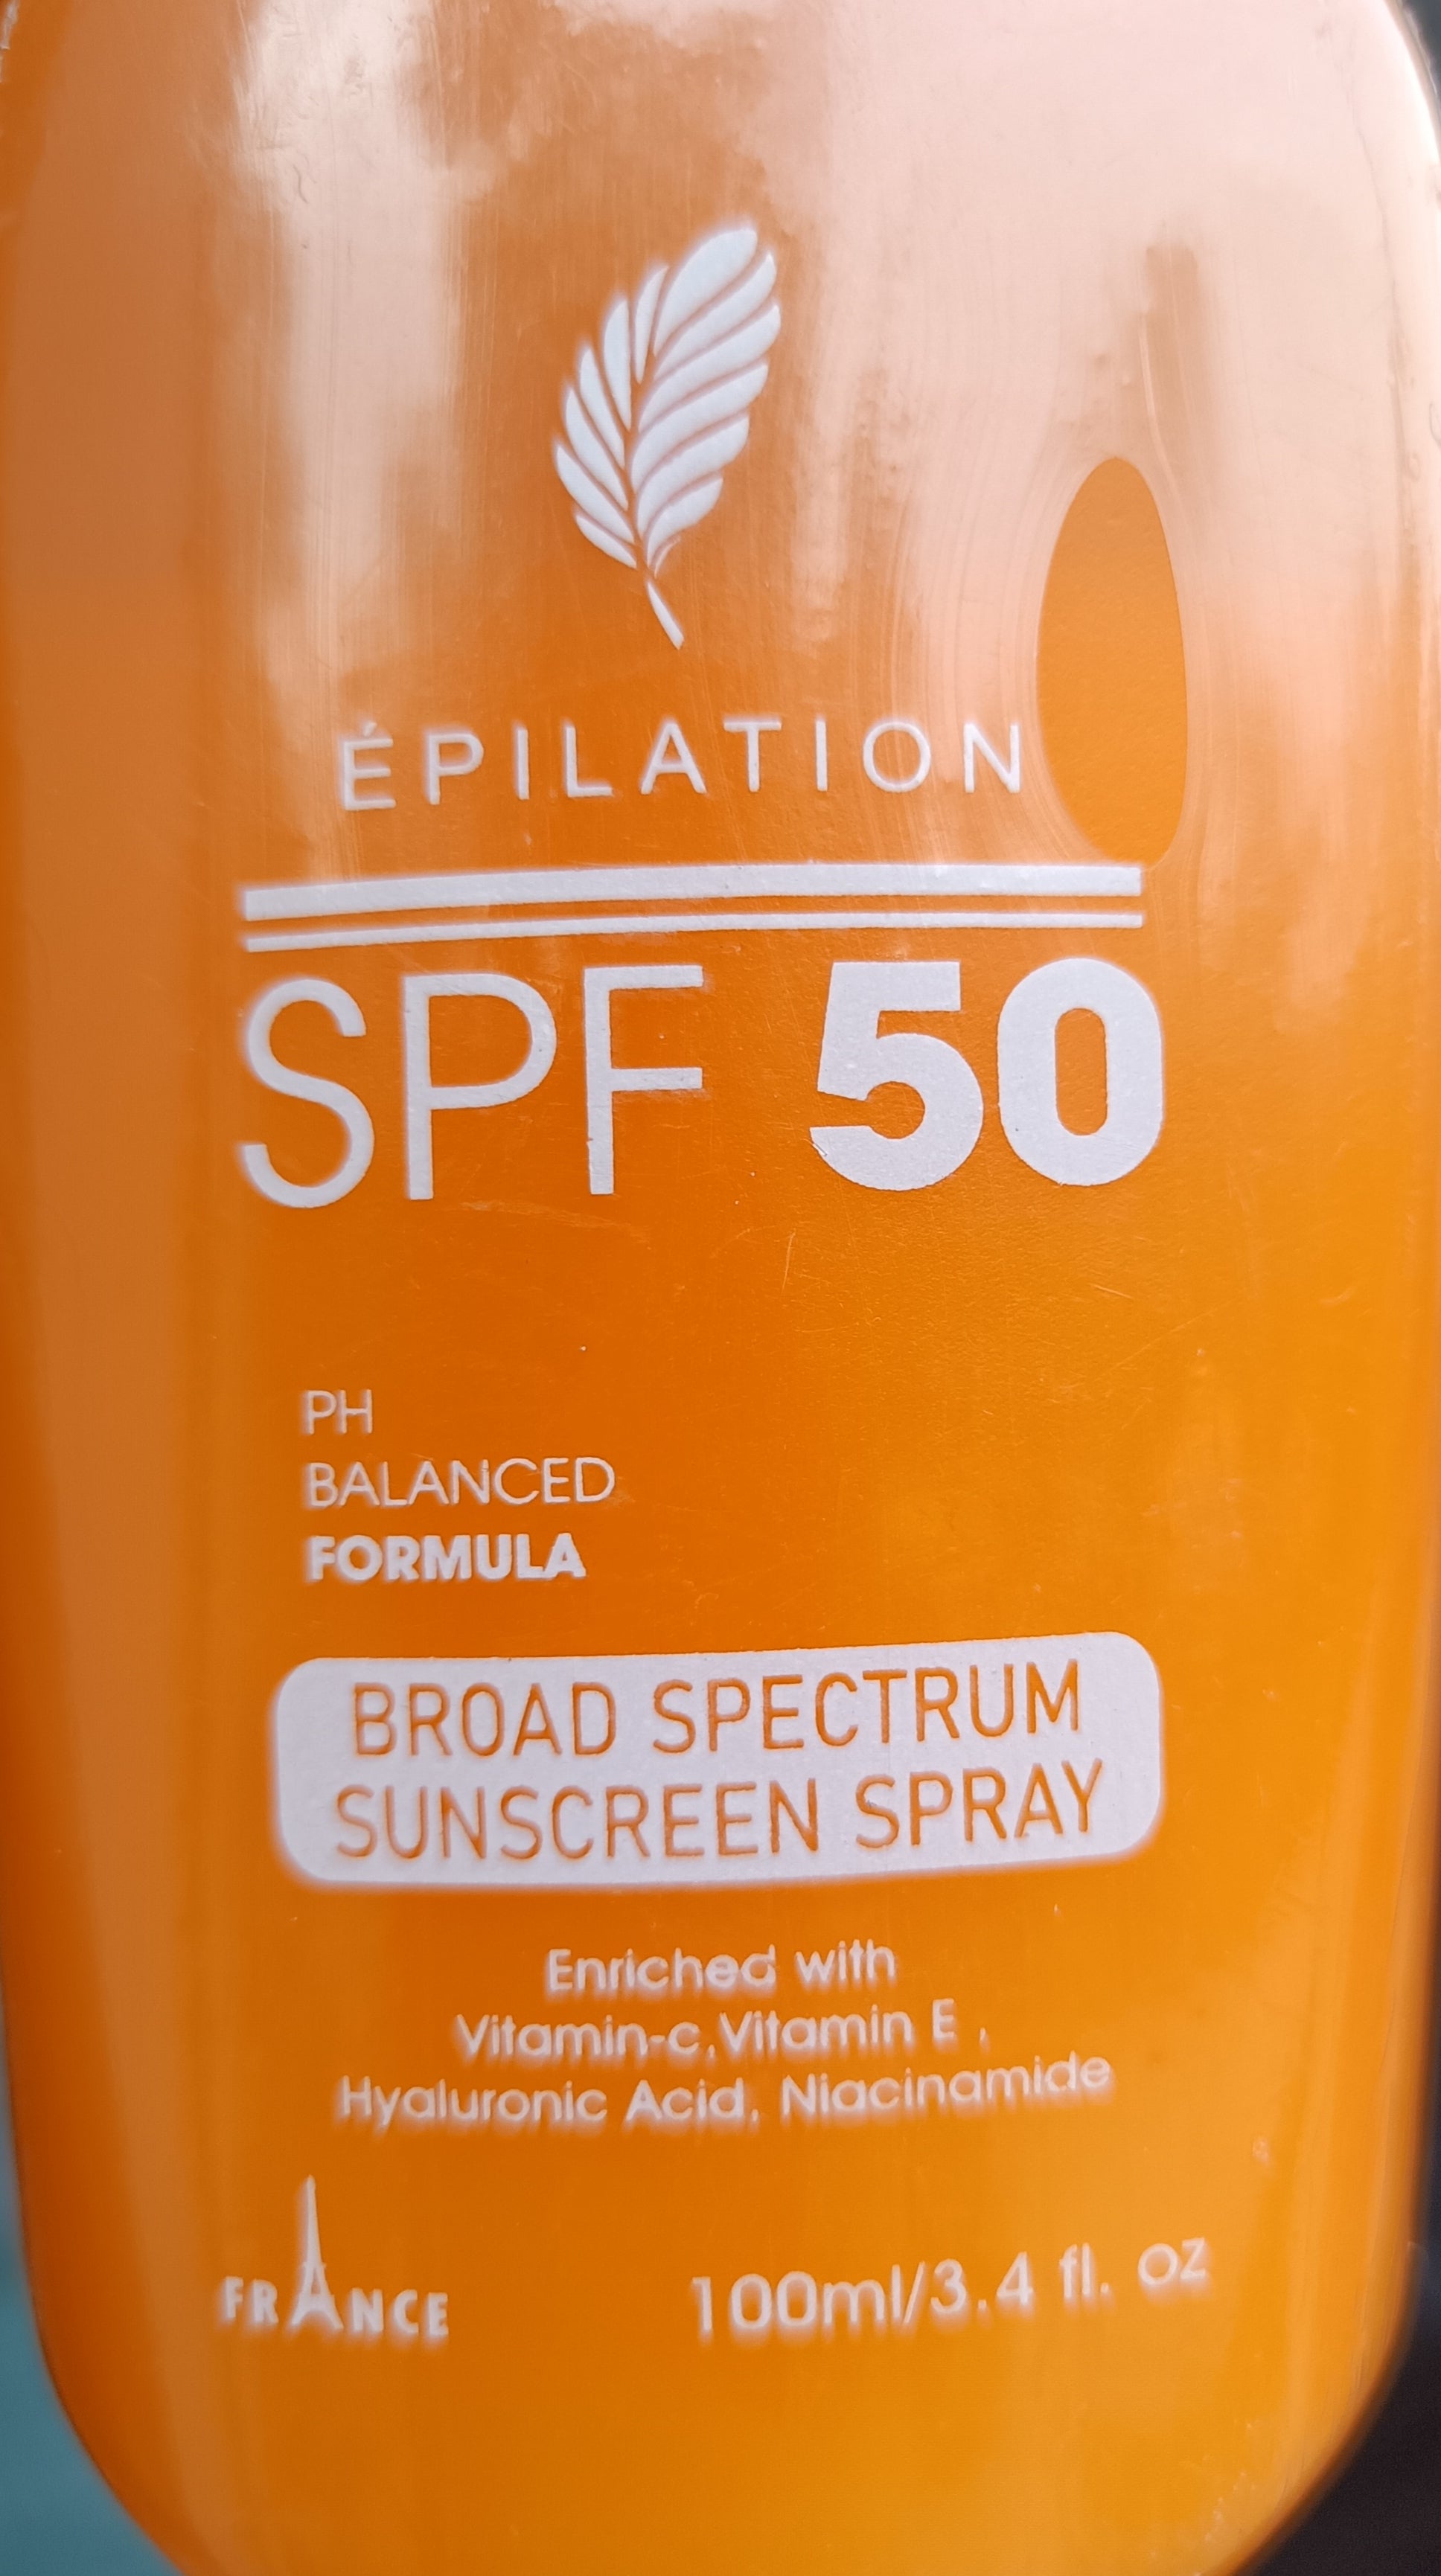 ÉPILATION
SPF 50
PH
BALANCED
FORMULA
BROAD SPECTRUM
SUNSCREEN SPRAY
Enriched with
Vitamin-c,Vitamin E ,
Hyaluronic Acid, Niacinamide
FRANCE
100ml/3.4 fl. oz